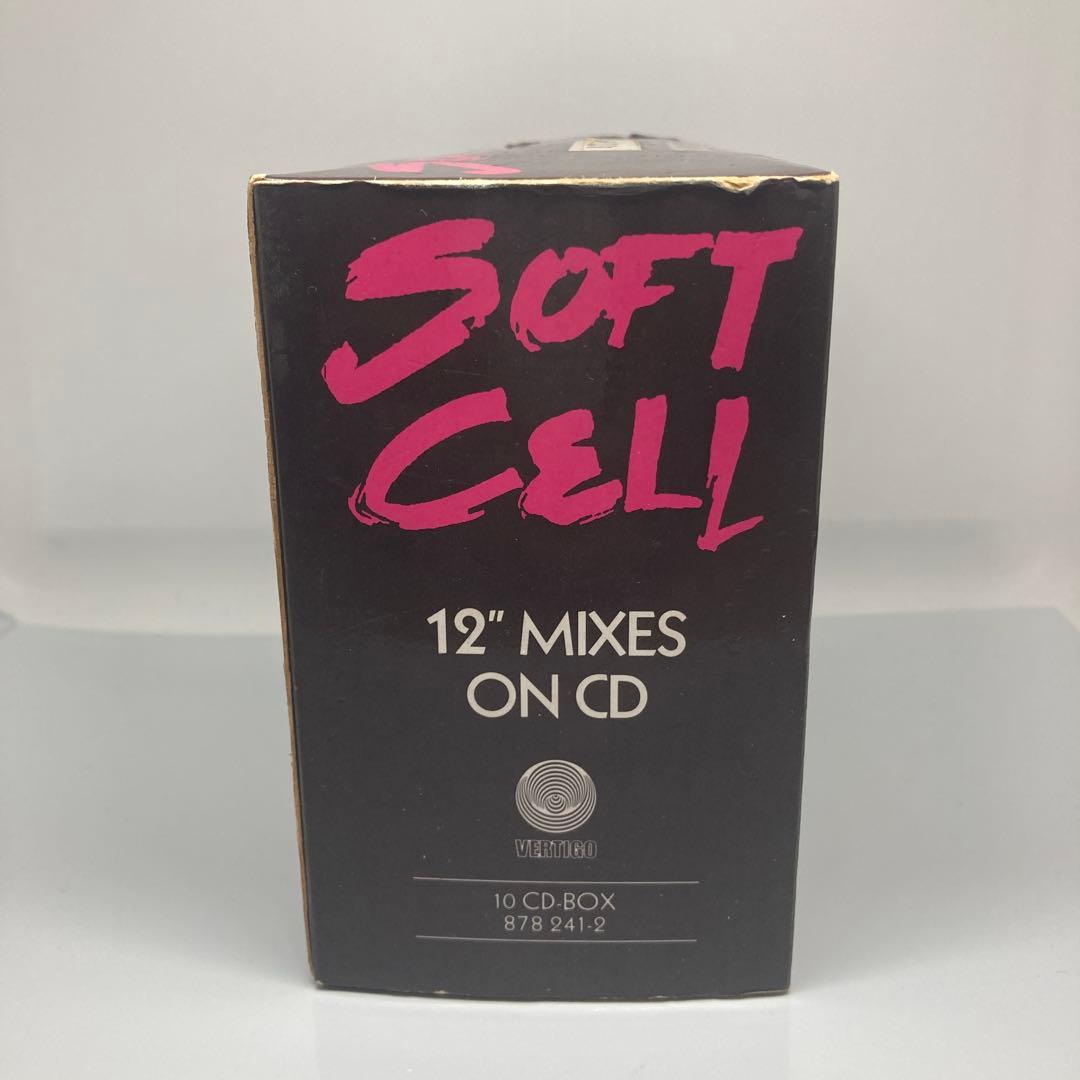 SOFT
CELL
12" MIXES
ON CD
VERTIGO
10 CD-BOX
878 241-2